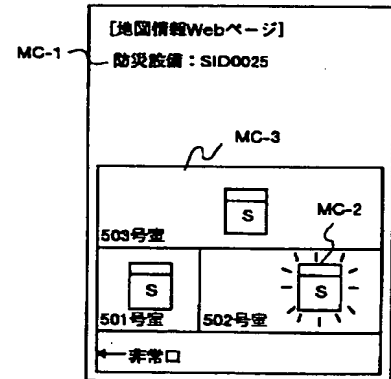 [地図情報Webページ]
MC-1
防災設備：SID0025
MC-3
S
MC-2
503号室
S
S
501号室
502号室
←非常口